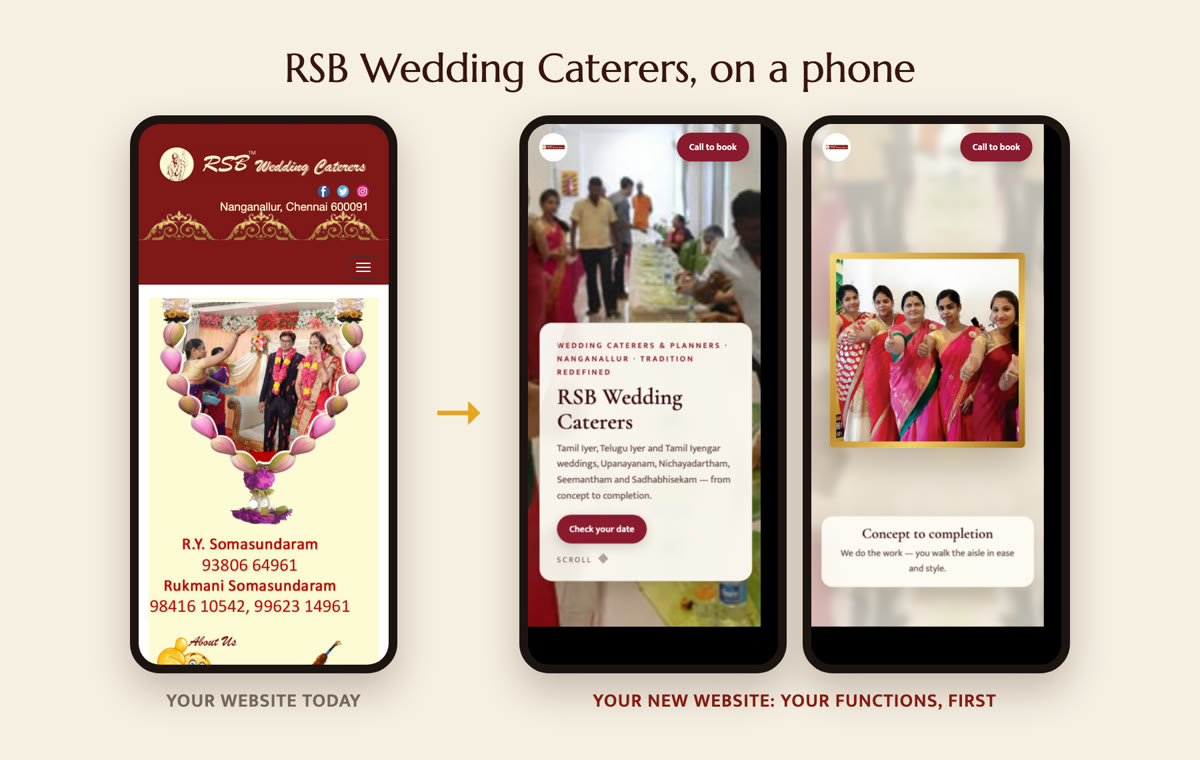 RSB Wedding Caterers, on a phone
RSB™ Wedding Caterers
Nanganallur, Chennai 600091
R.Y. Somasundaram
93806 64961
Rukmani Somasundaram
98416 10542, 99623 14961
About Us
YOUR WEBSITE TODAY
Call to book
WEDDING CATERERS & PLANNERS ·
NANGANALLUR · TRADITION
REDEFINED
RSB Wedding
Caterers
Tamil Iyer, Telugu Iyer and Tamil Iyengar
weddings, Upanayanam, Nichayadartham,
Seemantham and Sadhabhisekam — from
concept to completion.
Check your date
SCROLL
Call to book
Concept to completion
We do the work — you walk the aisle in ease
and style.
YOUR NEW WEBSITE: YOUR FUNCTIONS, FIRST